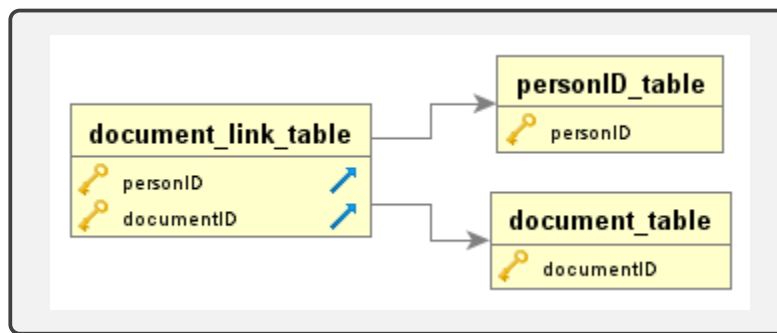 document_link_table
personID
documentID
personID_table
personID
document_table
documentID